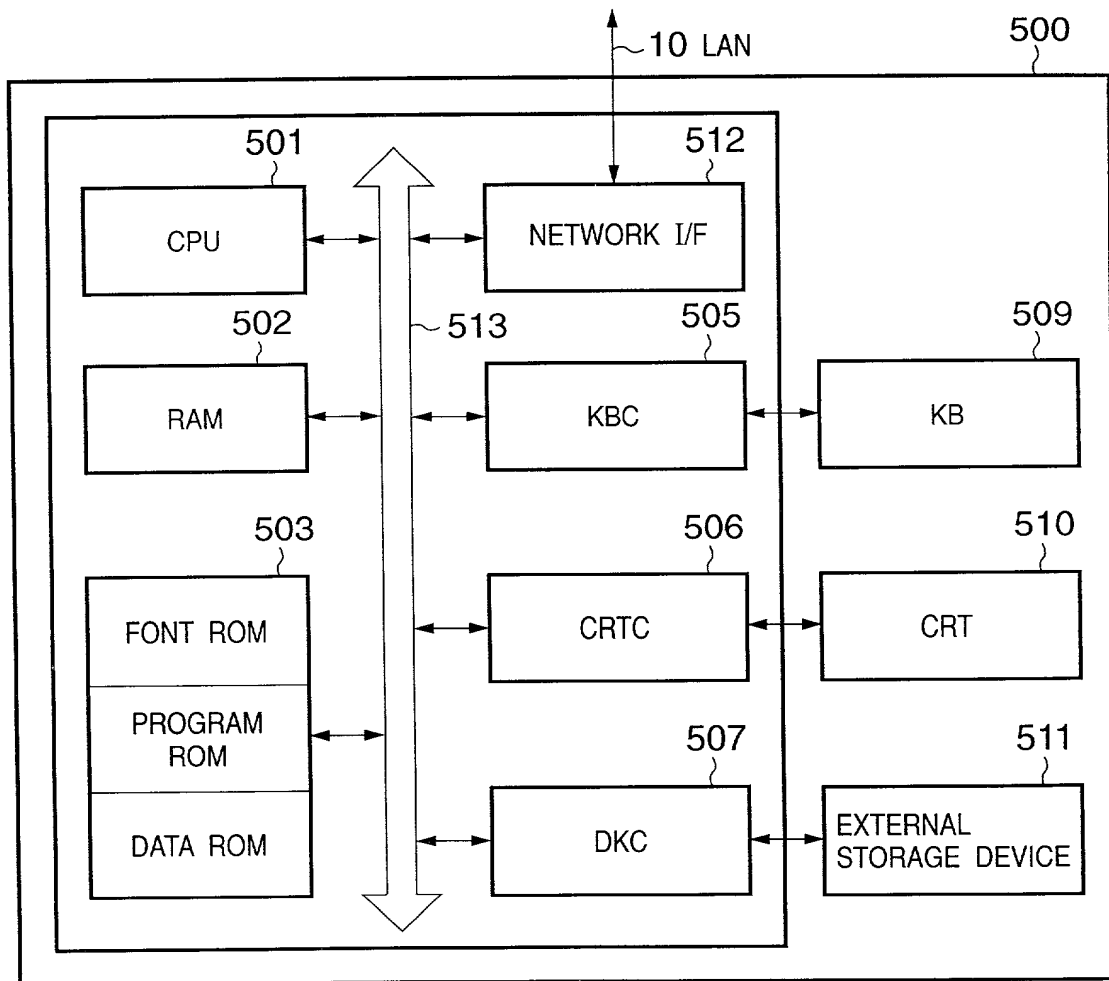 500
10 LAN
501
512
CPU
NETWORK I/F
513
502
505
509
RAM
KBC
KB
503
506
510
FONT ROM
CRTC
CRT
PROGRAM
ROM
507
511
DATA ROM
DKC
EXTERNAL
STORAGE DEVICE